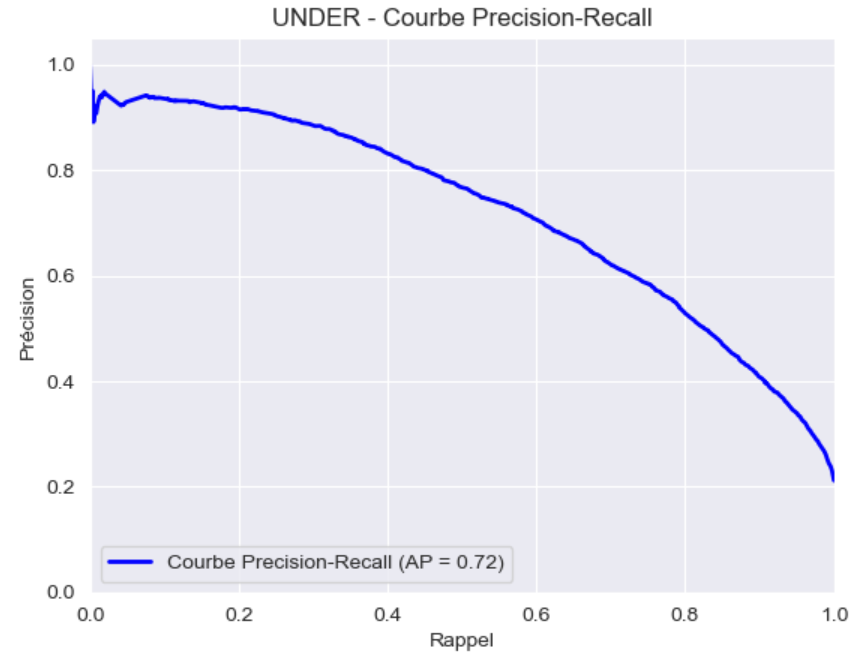 UNDER - Courbe Precision-Recall
1.0
0.8
0.6
0.4
0.2
0.0
Précision
Courbe Precision-Recall (AP = 0.72)
0.0 0.2 0.4 0.6 0.8 1.0
Rappel